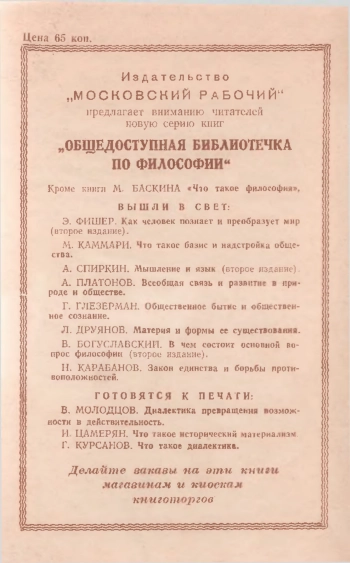 Цена 65 коп.
Издательство
„МОСКОВСКИЙ РАБОЧИЙ“
предлагает вниманию читателей
новую серию книг
„ОБЩЕДОСТУПНАЯ БИБЛИОТЕЧКА
ПО ФИЛОСОФИИ“
Кроме книги М. БАСКИНА «Что такое философия»,
ВЫШЛИ В СВЕТ:
Э. ФИШЕР. Как человек познает и преобразует мир
(второе издание).
М. КАММАРИ. Что такое базис и надстройка обще-
ства.
А. СПИРКИН. Мышление и язык (второе издание).
А. ПЛАТОНОВ. Всеобщая связь и развитие в при-
роде и обществе.
Г. ГЛЕЗЕРМАН. Общественное бытие и обществен-
ное сознание.
Л. ДРУЯНОВ. Материя и формы ее существования.
В. БОГУСЛАВСКИЙ. В чем состоит основной во-
прос философии (второе издание).
Н. КАРАБАНОВ. Закон единства и борьбы проти-
воположностей.
ГОТОВЯТСЯ К ПЕЧАТИ:
В. МОЛОДЦОВ. Диалектика превращения возмож-
ности в действительность.
И. ЦАМЕРЯН. Что такое исторический материализм
Г. КУРСАНОВ. Что такое диалектика.
Делайте заказы на эти книги
магазинам и киоскам
книготоргов